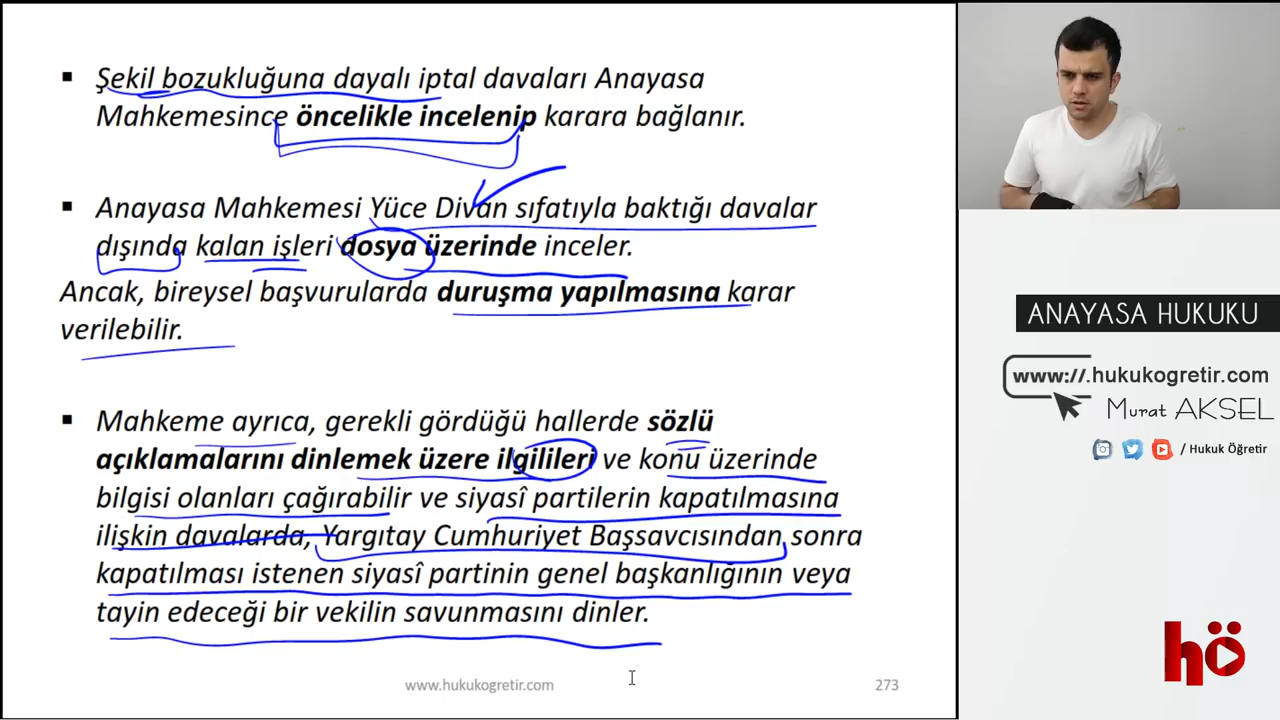 ▪ Şekil bozukluğuna dayalı iptal davaları Anayasa
Mahkemesince öncelikle incelenip karara bağlanır.
▪ Anayasa Mahkemesi Yüce Divan sıfatıyla baktığı davalar
dışında kalan işleri dosya üzerinde inceler.
Ancak, bireysel başvurularda duruşma yapılmasına karar
verilebilir.
▪ Mahkeme ayrıca, gerekli gördüğü hallerde sözlü
açıklamalarını dinlemek üzere ilgilileri ve konu üzerinde
bilgisi olanları çağırabilir ve siyasî partilerin kapatılmasına
ilişkin davalarda, Yargıtay Cumhuriyet Başsavcısından sonra
kapatılması istenen siyasî partinin genel başkanlığının veya
tayin edeceği bir vekilin savunmasını dinler.
www.hukukogretir.com
273
ANAYASA HUKUKU
www://.hukukogretir.com
Murat AKSEL
/ Hukuk Öğretir
hö